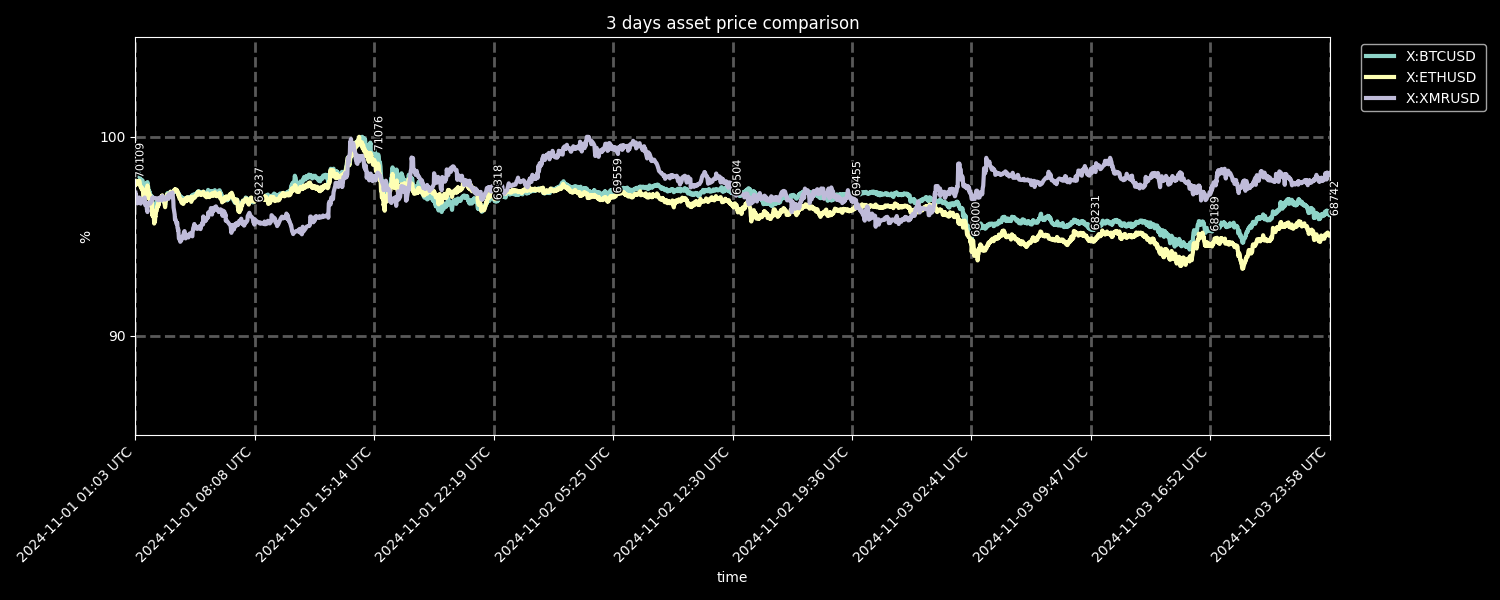 3 days asset price comparison
X:BTCUSD
X:ETHUSD
X:XMRUSD
100
90
%
70109
69237
71076
69318
69559
69504
69455
68000
68231
68189
68742
2024-11-01 01:03 UTC
2024-11-01 08:08 UTC
2024-11-01 15:14 UTC
2024-11-01 22:19 UTC
2024-11-02 05:25 UTC
2024-11-02 12:30 UTC
2024-11-02 19:36 UTC
2024-11-03 02:41 UTC
2024-11-03 09:47 UTC
2024-11-03 16:52 UTC
2024-11-03 23:58 UTC
time